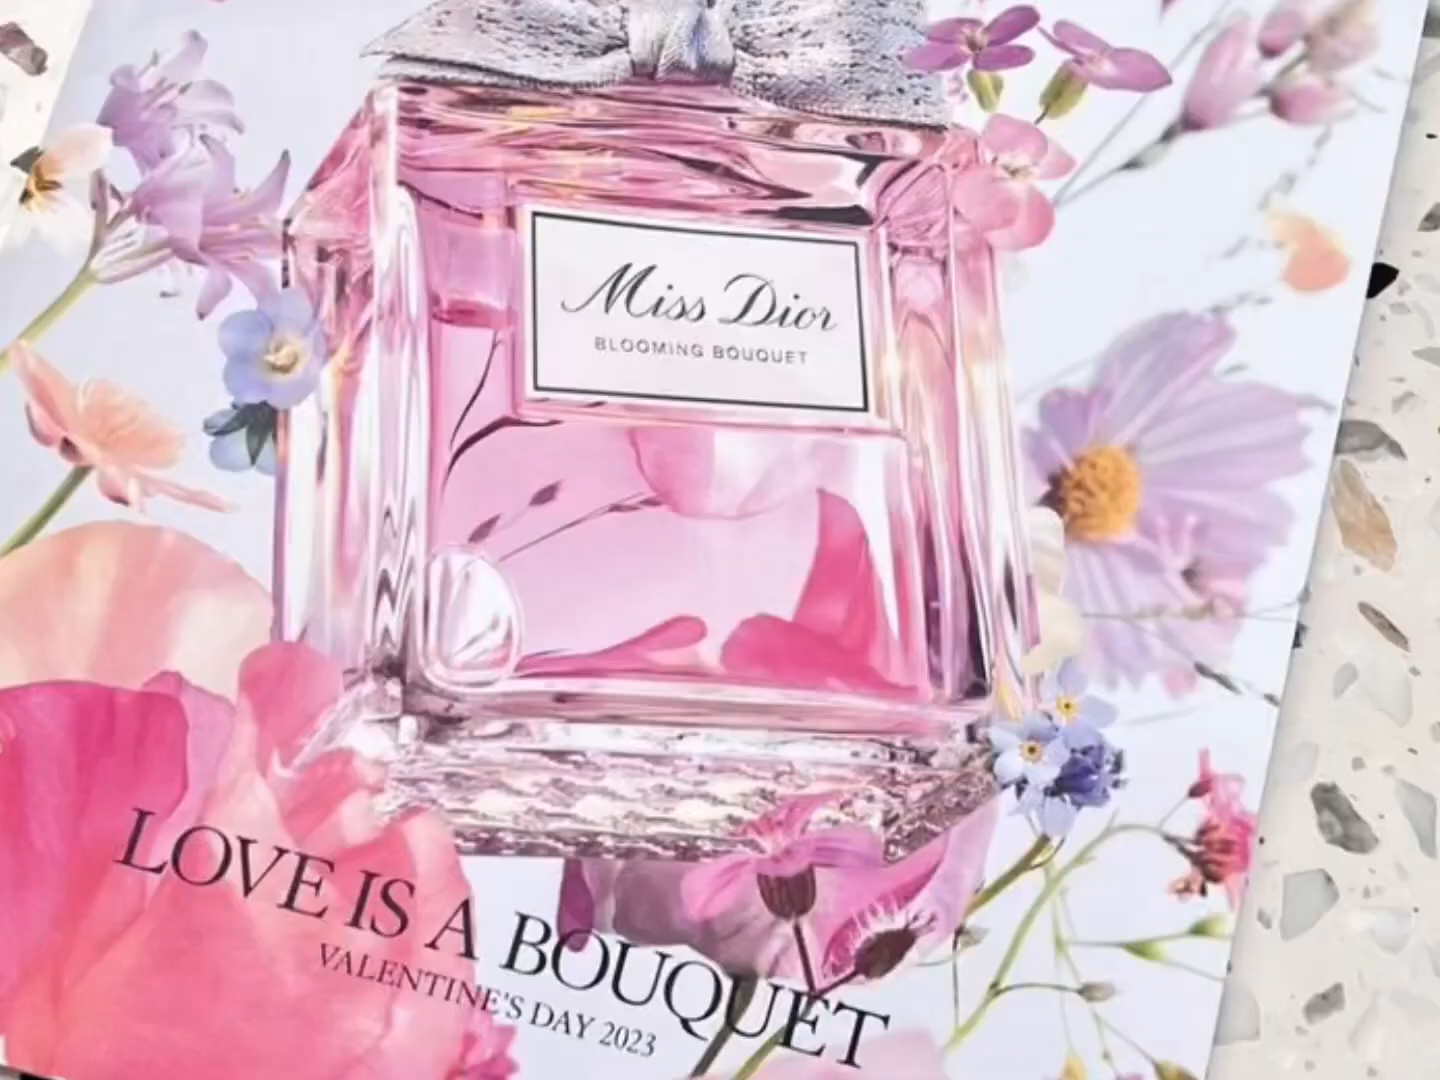 Miss Dior
BLOOMING BOUQUET
LOVE IS A BOUQUET
VALENTINE'S DAY 2023